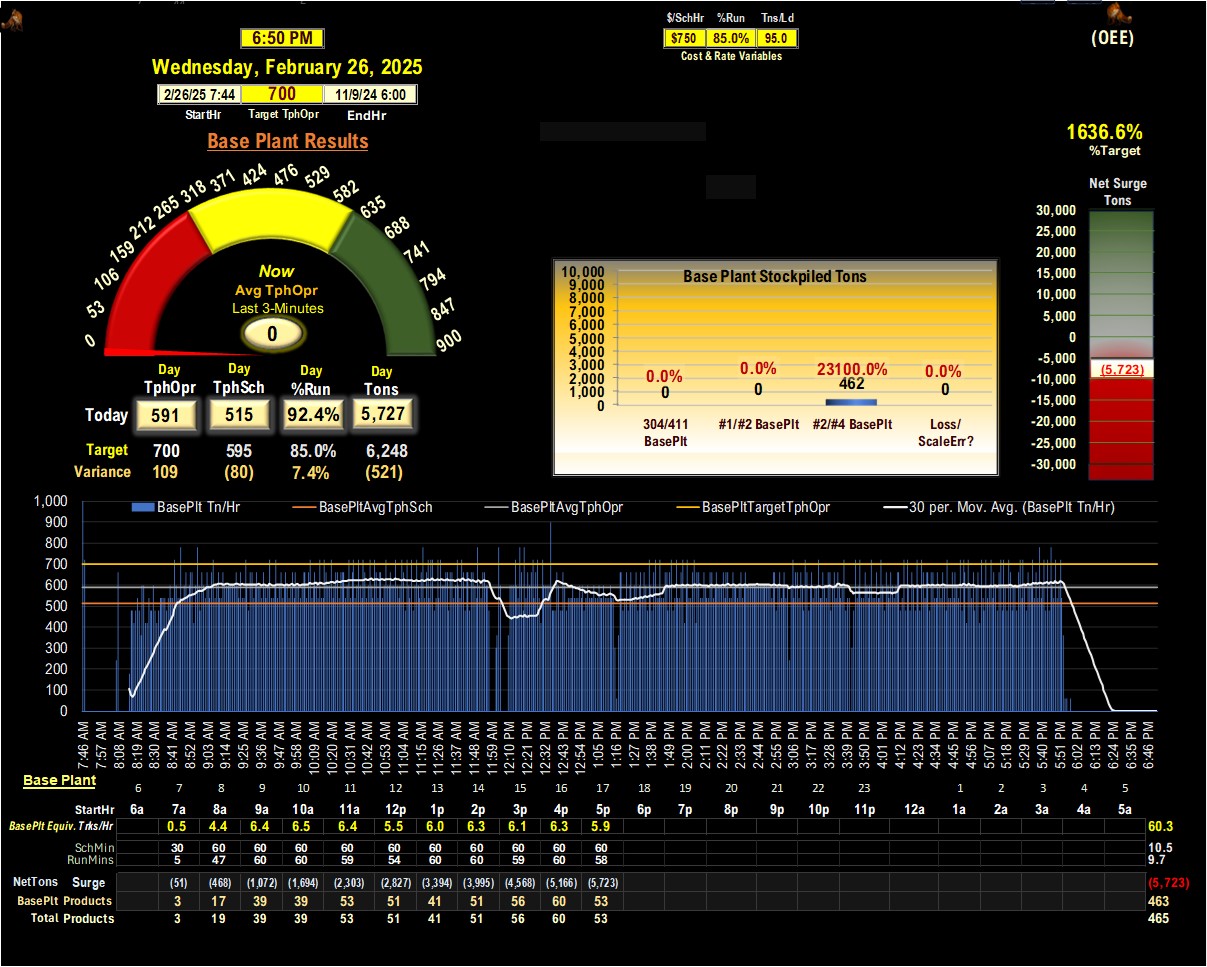 $/SchHr %Run Tns/Ld
$750 85.0% 95.0
Cost & Rate Variables
(OEE)
6:50 PM
Wednesday, February 26, 2025
2/26/25 7:44 700 11/9/24 6:00
StartHr Target TphOpr EndHr
Base Plant Results
1636.6%
%Target
Net Surge
Tons
30,000
25,000
20,000
15,000
10,000
5,000
0
-5,000
(5,723)
-10,000
-15,000
-20,000
-25,000
-30,000
0 53 106 159 212 265 318 371 424 476 529 582 635 688 741 794 847 900
Now
Avg TphOpr
Last 3-Minutes
0
Day Day Day Day
TphOpr TphSch %Run Tons
Today 591 515 92.4% 5,727
Target 700 595 85.0% 6,248
Variance 109 (80) 7.4% (521)
Base Plant Stockpiled Tons
10,000
9,000
8,000
7,000
6,000
5,000
4,000
3,000
2,000
1,000
0
0.0% 0.0% 23100.0% 0.0%
0 0 462 0
304/411 BasePlt #1/#2 BasePlt #2/#4 BasePlt Loss/ ScaleErr?
BasePlt Tn/Hr BasePltAvgTphSch BasePltAvgTphOpr BasePltTargetTphOpr 30 per. Mov. Avg. (BasePlt Tn/Hr)
1,000
900
800
700
600
500
400
300
200
100
0
7:46 AM 7:57 AM 8:08 AM 8:19 AM 8:30 AM 8:41 AM 8:52 AM 9:03 AM 9:14 AM 9:25 AM 9:36 AM 9:47 AM 9:58 AM 10:09 AM 10:20 AM 10:31 AM 10:42 AM 10:53 AM 11:04 AM 11:15 AM 11:26 AM 11:37 AM 11:48 AM 11:59 AM 12:10 PM 12:21 PM 12:32 PM 12:43 PM 12:54 PM 1:05 PM 1:16 PM 1:27 PM 1:38 PM 1:49 PM 2:00 PM 2:11 PM 2:22 PM 2:33 PM 2:44 PM 2:55 PM 3:06 PM 3:17 PM 3:28 PM 3:39 PM 3:50 PM 4:01 PM 4:12 PM 4:23 PM 4:34 PM 4:45 PM 4:56 PM 5:07 PM 5:18 PM 5:29 PM 5:40 PM 5:51 PM 6:02 PM 6:13 PM 6:24 PM 6:35 PM 6:46 PM
Base Plant
6 7 8 9 10 11 12 13 14 15 16 17 18 19 20 21 22 23 1 2 3 4 5
StartHr 6a 7a 8a 9a 10a 11a 12p 1p 2p 3p 4p 5p 6p 7p 8p 9p 10p 11p 12a 1a 2a 3a 4a 5a
BasePlt Equiv. Trks/Hr 0.5 4.4 6.4 6.5 6.4 5.5 6.0 6.3 6.1 6.3 5.9 60.3
SchMin 30 60 60 60 60 60 60 60 60 60 60 10.5
RunMins 5 47 60 60 59 54 60 60 59 60 58 9.7
NetTons Surge (51) (468) (1,072) (1,694) (2,303) (2,827) (3,394) (3,995) (4,568) (5,166) (5,723) (5,723)
BasePlt Products 3 17 39 39 53 51 41 51 56 60 53 463
Total Products 3 19 39 39 53 51 41 51 56 60 53 465